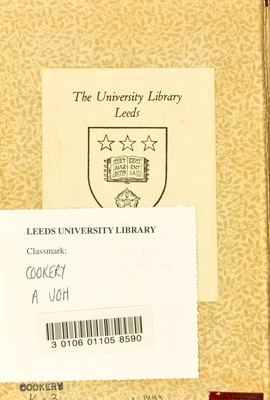 The University Library
Leeds
LEEDS UNIVERSITY LIBRARY
Classmark:
COOKERY
A JOH
3 0106 01105 8590
COOKERY